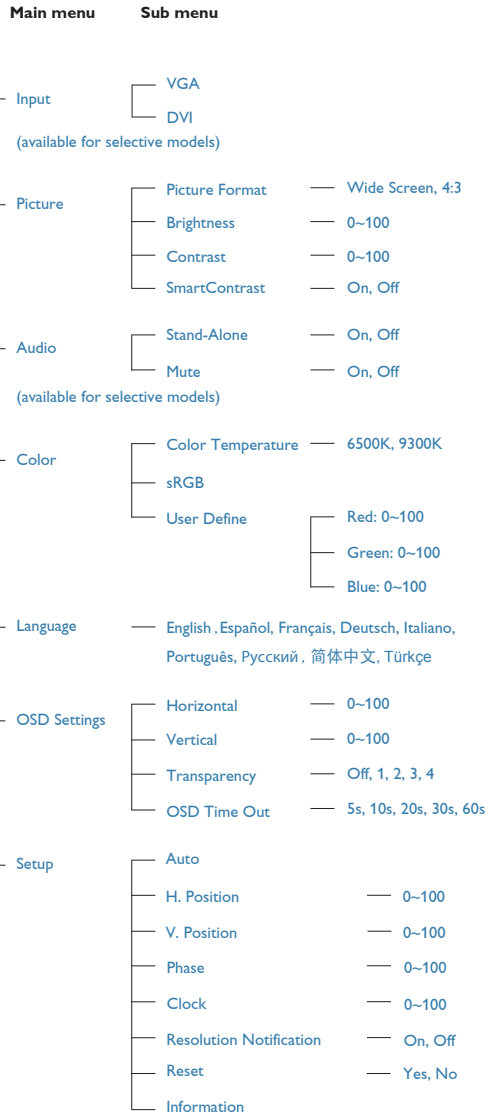 Main menu Sub menu
Input VGA
DVI
(available for selective models)
Picture Picture Format Wide Screen, 4:3
Brightness 0~100
Contrast 0~100
SmartContrast On, Off
Audio Stand-Alone On, Off
Mute On, Off
(available for selective models)
Color Color Temperature 6500K, 9300K
sRGB
User Define Red: 0~100
Green: 0~100
Blue: 0~100
Language English , Español, Français, Deutsch, Italiano,
Português, Русский , 简体中文, Türkçe
OSD Settings Horizontal 0~100
Vertical 0~100
Transparency Off, 1, 2, 3, 4
OSD Time Out 5s, 10s, 20s, 30s, 60s
Setup Auto
H. Position 0~100
V. Position 0~100
Phase 0~100
Clock 0~100
Resolution Notification On, Off
Reset Yes, No
Information